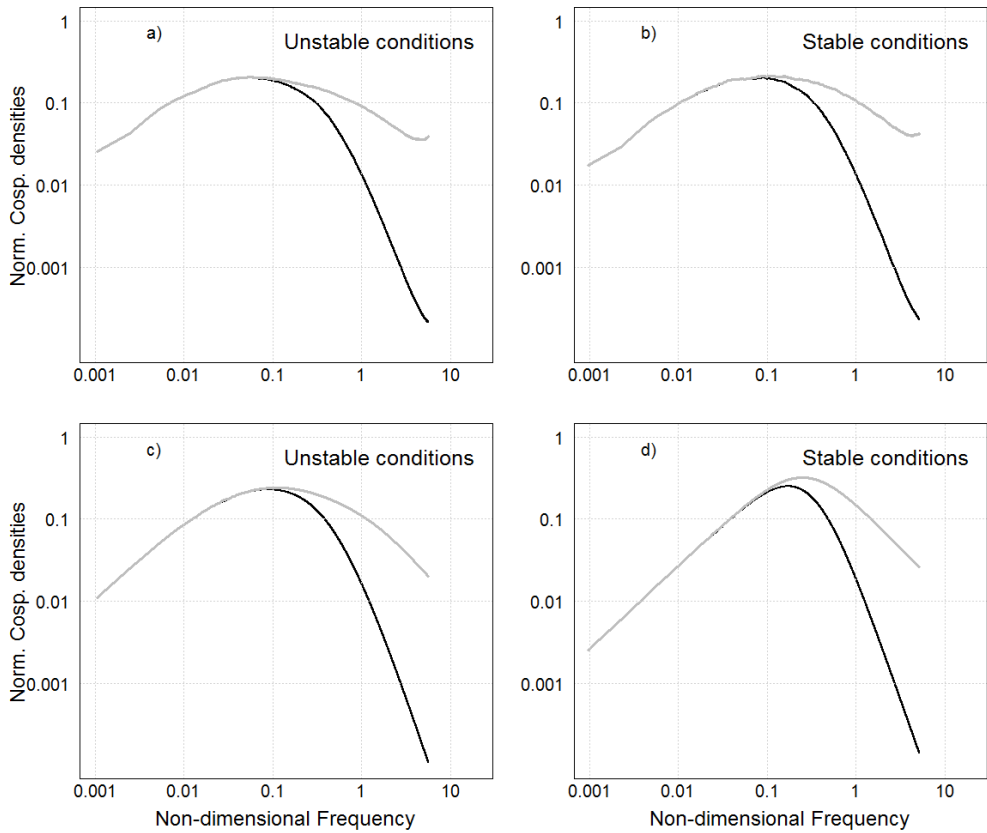 a)
Unstable conditions
1
0.1
0.01
0.001
Norm. Cosp. densities
0.001 0.01 0.1 1 10
b)
Stable conditions
1
0.1
0.01
0.001
0.001 0.01 0.1 1 10
c)
Unstable conditions
1
0.1
0.01
0.001
Norm. Cosp. densities
0.001 0.01 0.1 1 10
Non-dimensional Frequency
d)
Stable conditions
1
0.1
0.01
0.001
0.001 0.01 0.1 1 10
Non-dimensional Frequency